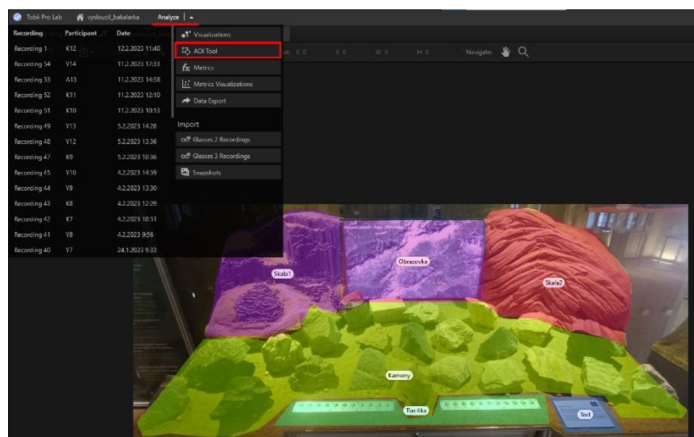 Tobii Pro Lab vyslouzil_bakalarka Analyze
Recording Participant Date
Recording 1 K12 12.2.2023 11:40
Recording 54 Y14 11.2.2023 17:33
Recording 53 A13 11.2.2023 14:58
Recording 52 K11 11.2.2023 12:10
Recording 51 K10 11.2.2023 10:13
Recording 49 Y13 5.2.2023 14:28
Recording 48 Y12 5.2.2023 13:36
Recording 47 K9 5.2.2023 10:36
Recording 45 Y10 4.2.2023 14:59
Recording 44 Y9 4.2.2023 13:30
Recording 43 K8 4.2.2023 12:29
Recording 42 K7 4.2.2023 10:51
Recording 41 Y8 4.2.2023 9:56
Recording 40 Y7 24.1.2023 9:33
Visualizations
AOI Tool
Metrics
Metrics Visualizations
Data Export
Import
Glasses 2 Recordings
Glasses 3 Recordings
Snapshots
X 0 Y 0 W 0 H 0 Navigate:
Skala1
Obrazovka
Skala2
Kameny
Tlacitka
Text